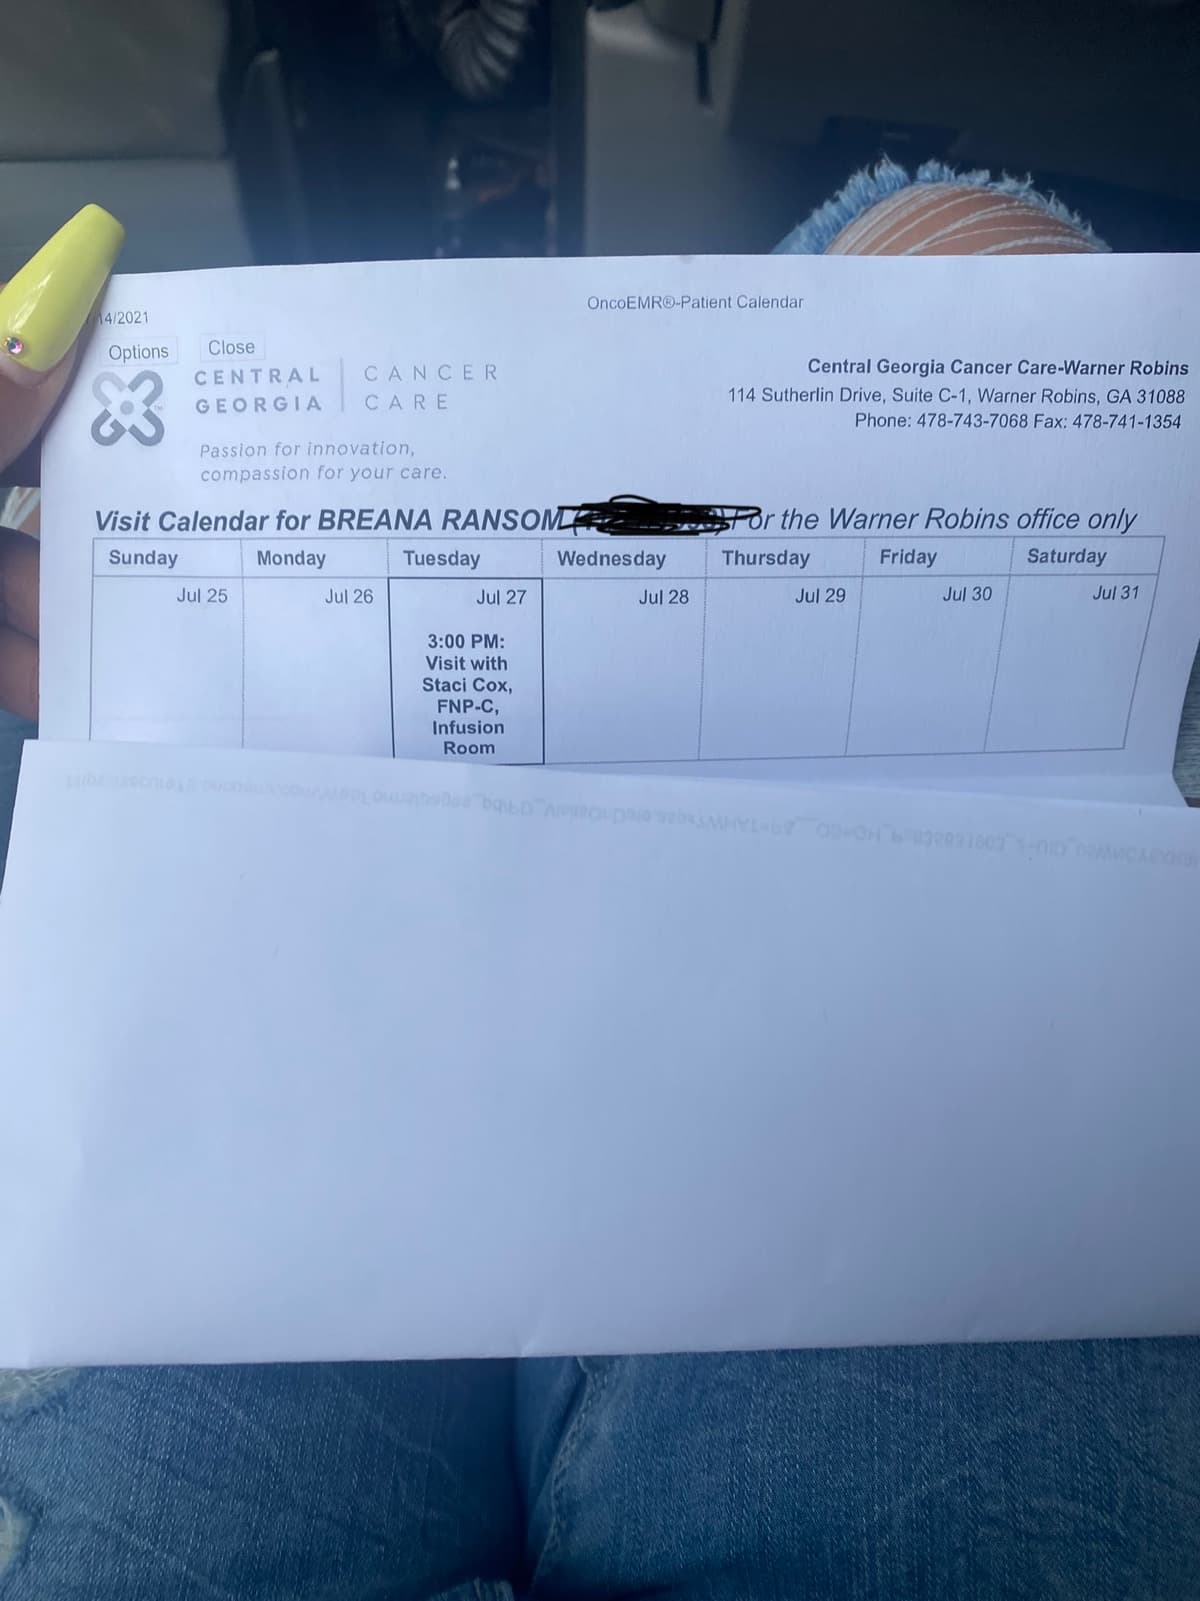 14/2021
OncoEMR®-Patient Calendar
Options
Close
CENTRAL GEORGIA
CANCER CARE
Passion for innovation,
compassion for your care.
Central Georgia Cancer Care-Warner Robins
114 Sutherlin Drive, Suite C-1, Warner Robins, GA 31088
Phone: 478-743-7068 Fax: 478-741-1354
Visit Calendar for BREANA RANSOM For the Warner Robins office only
Sunday Monday Tuesday Wednesday Thursday Friday Saturday
Jul 25 Jul 26 Jul 27 Jul 28 Jul 29 Jul 30 Jul 31
3:00 PM:
Visit with
Staci Cox,
FNP-C,
Infusion
Room